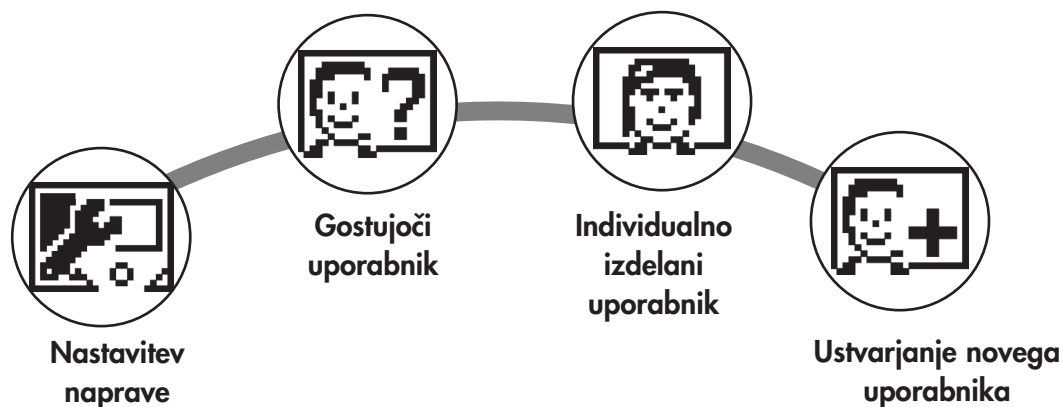 Nastavitev
naprave
Gostujoči
uporabnik
Individualno
izdelani
uporabnik
Ustvarjanje novega
uporabnika